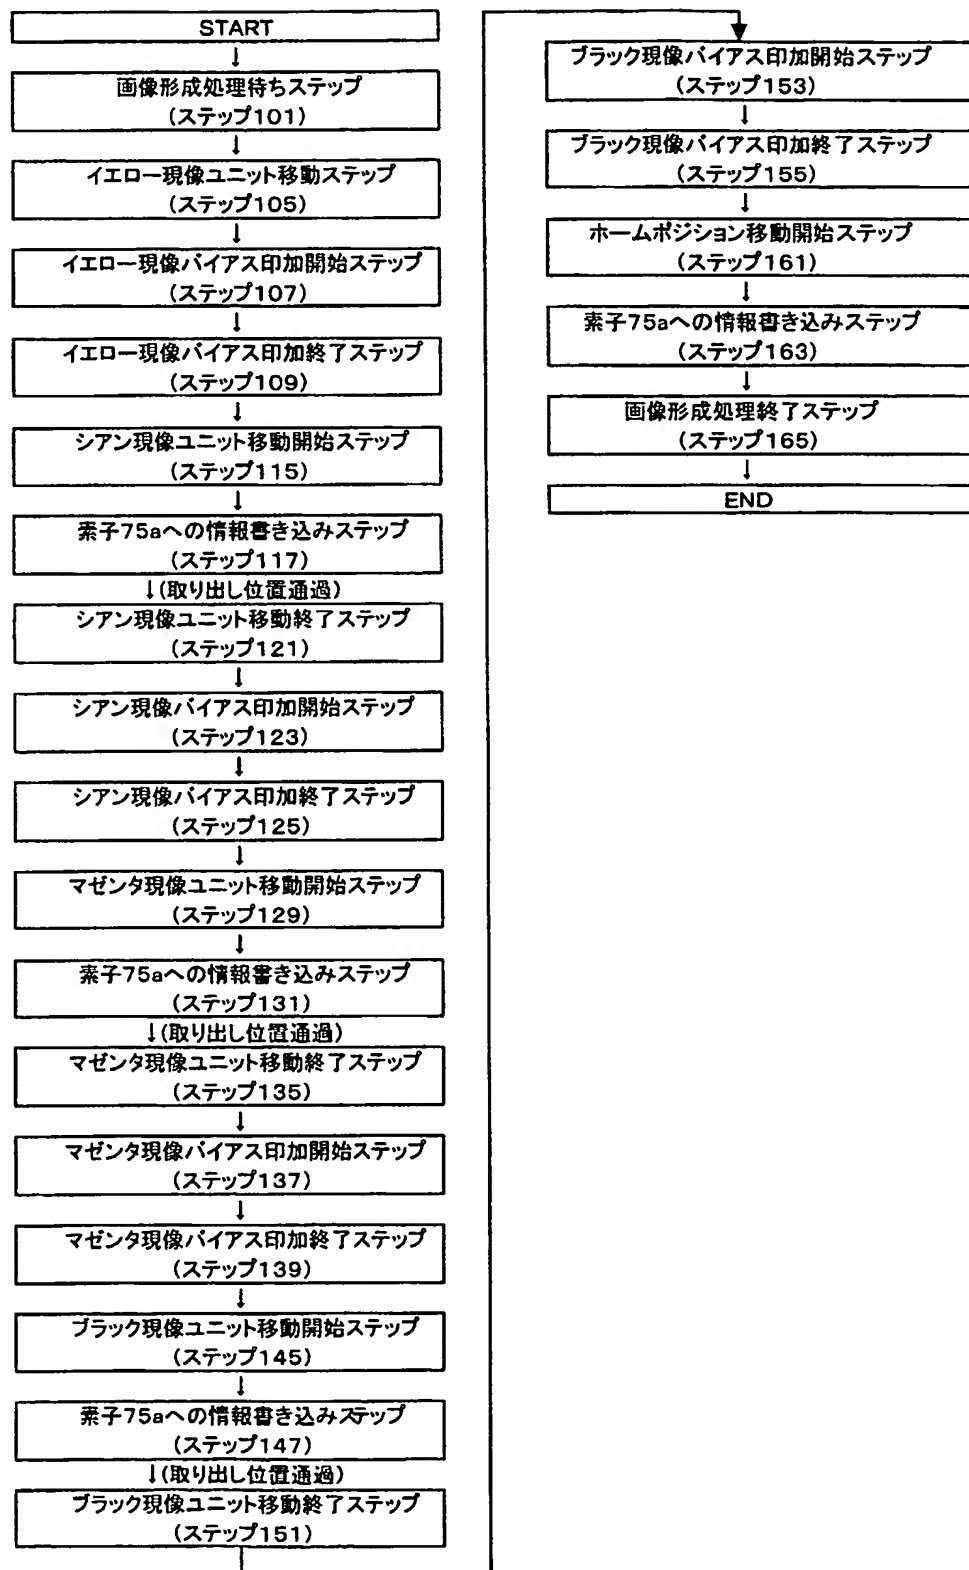 START
↓
画像形成処理待ちステップ
(ステップ101)
↓
イエロー現像ユニット移動ステップ
(ステップ105)
↓
イエロー現像バイアス印加開始ステップ
(ステップ107)
↓
イエロー現像バイアス印加終了ステップ
(ステップ109)
↓
シアン現像ユニット移動開始ステップ
(ステップ115)
↓
素子75aへの情報書き込みステップ
(ステップ117)
↓(取り出し位置通過)
シアン現像ユニット移動終了ステップ
(ステップ121)
↓
シアン現像バイアス印加開始ステップ
(ステップ123)
↓
シアン現像バイアス印加終了ステップ
(ステップ125)
↓
マゼンタ現像ユニット移動開始ステップ
(ステップ129)
↓
素子75aへの情報書き込みステップ
(ステップ131)
↓(取り出し位置通過)
マゼンタ現像ユニット移動終了ステップ
(ステップ135)
↓
マゼンタ現像バイアス印加開始ステップ
(ステップ137)
↓
マゼンタ現像バイアス印加終了ステップ
(ステップ139)
↓
ブラック現像ユニット移動開始ステップ
(ステップ145)
↓
素子75aへの情報書き込みステップ
(ステップ147)
↓(取り出し位置通過)
ブラック現像ユニット移動終了ステップ
(ステップ151)
ブラック現像バイアス印加開始ステップ
(ステップ153)
↓
ブラック現像バイアス印加終了ステップ
(ステップ155)
↓
ホームポジション移動開始ステップ
(ステップ161)
↓
素子75aへの情報書き込みステップ
(ステップ163)
↓
画像形成処理終了ステップ
(ステップ165)
↓
END